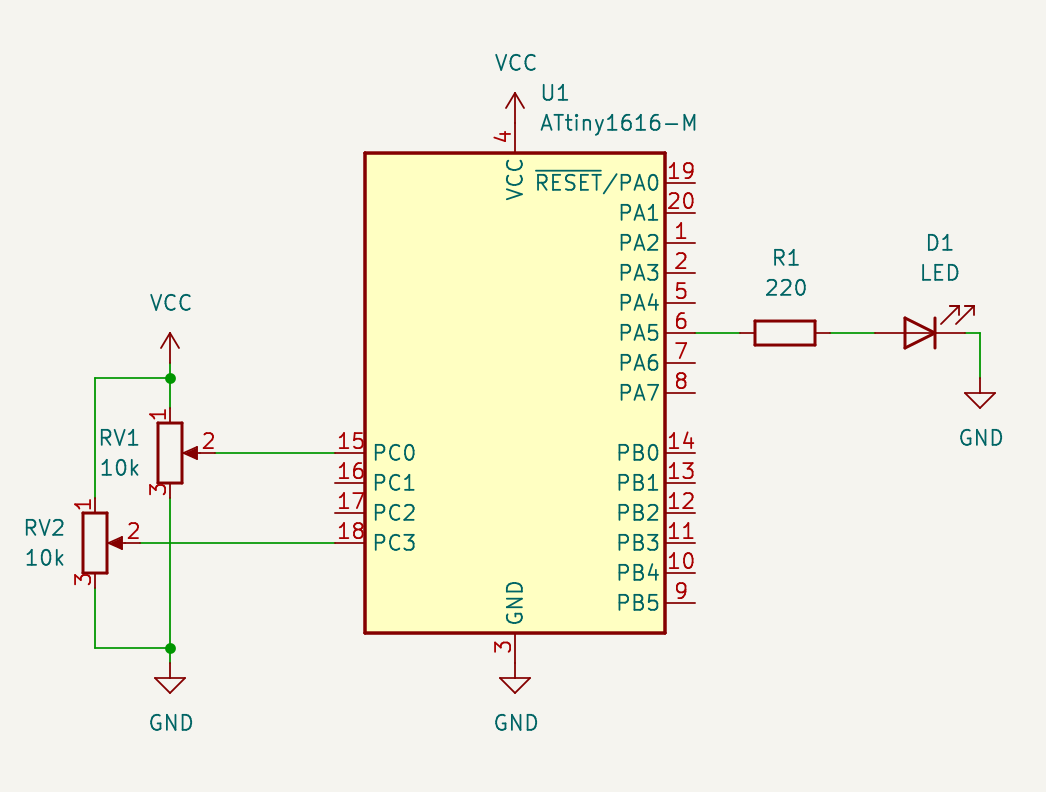 VCC
U1
ATtiny1616-M
4
VCC
RESET/PA0
19
PA1
20
PA2
1
PA3
2
PA4
5
PA5
6
PA6
7
PA7
8
R1
220
D1
LED
GND
VCC
1
RV1
10k
2
3
1
RV2
10k
2
3
GND
15
PC0
16
PC1
17
PC2
18
PC3
PB0
14
PB1
13
PB2
12
PB3
11
PB4
10
PB5
9
GND
3
GND